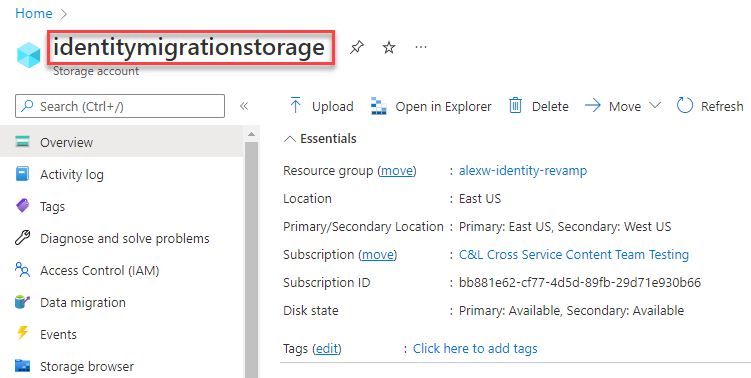 Home
identitymigrationstorage
Storage account
Search (Ctrl+/)
Overview
Activity log
Tags
Diagnose and solve problems
Access Control (IAM)
Data migration
Events
Storage browser
Upload Open in Explorer Delete Move Refresh
Essentials
Resource group (move) : alexw-identity-revamp
Location : East US
Primary/Secondary Location : Primary: East US, Secondary: West US
Subscription (move) : C&L Cross Service Content Team Testing
Subscription ID : bb881e62-cf77-4d5d-89fb-29d71e930b66
Disk state : Primary: Available, Secondary: Available
Tags (edit) : Click here to add tags